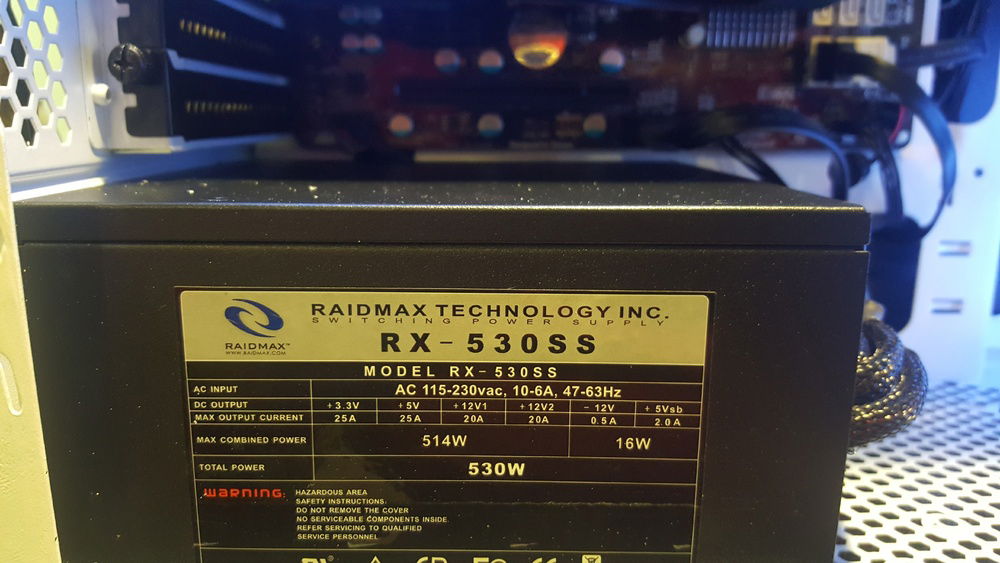 RAIDMAX TECHNOLOGY INC.
SWITCHING POWER SUPPLY
RAIDMAX™
WWW.RAIDMAX.COM
RX-530SS
MODEL RX-530SS
AC INPUT AC 115-230vac, 10-6A, 47-63Hz
DC OUTPUT +3.3V +5V +12V1 +12V2 -12V +5Vsb
MAX OUTPUT CURRENT 25A 25A 20A 20A 0.5A 2.0A
MAX COMBINED POWER 514W 16W
TOTAL POWER 530W
WARNING: HAZARDOUS AREA
SAFETY INSTRUCTIONS.
DO NOT REMOVE THE COVER
NO SERVICEABLE COMPONENTS INSIDE.
REFER SERVICING TO QUALIFIED
SERVICE PERSONNEL